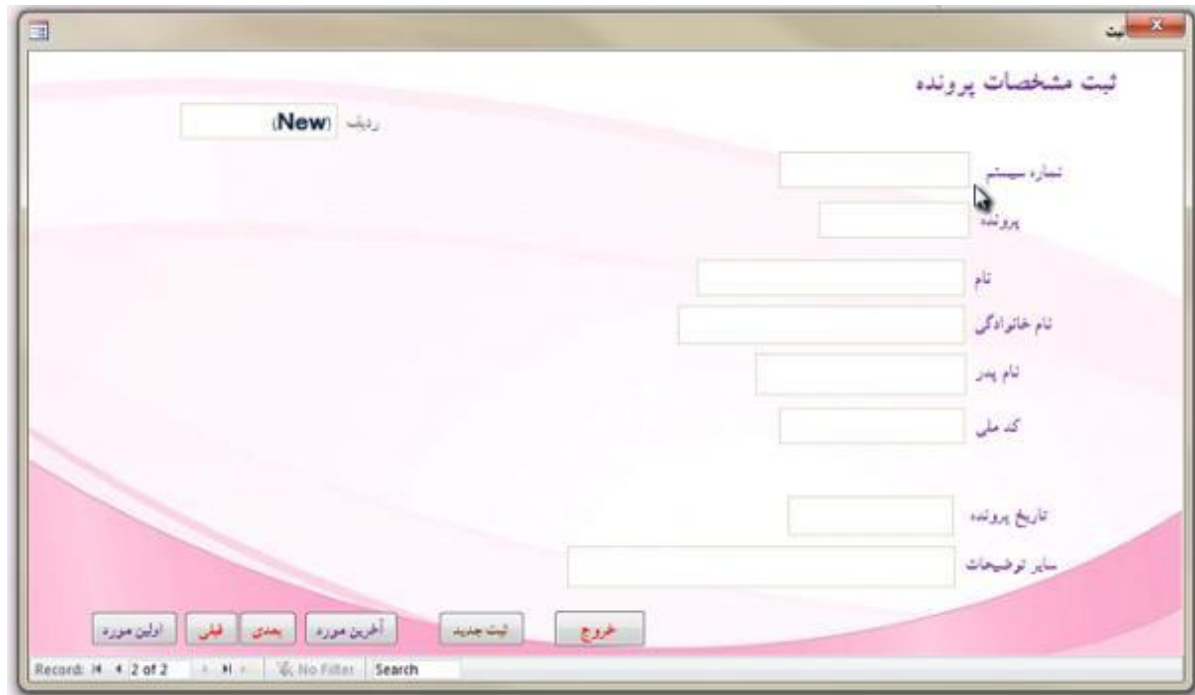 ثبت
ثبت مشخصات پرونده
ردیف (New)
شماره سیستم
پرونده
نام
نام خانوادگی
نام پدر
کد ملی
تاریخ پرونده
سایر توضیحات
خروج ثبت جدید آخرین مورد بعدی قبلی اولین مورد
Record: 2 of 2 No Filter Search